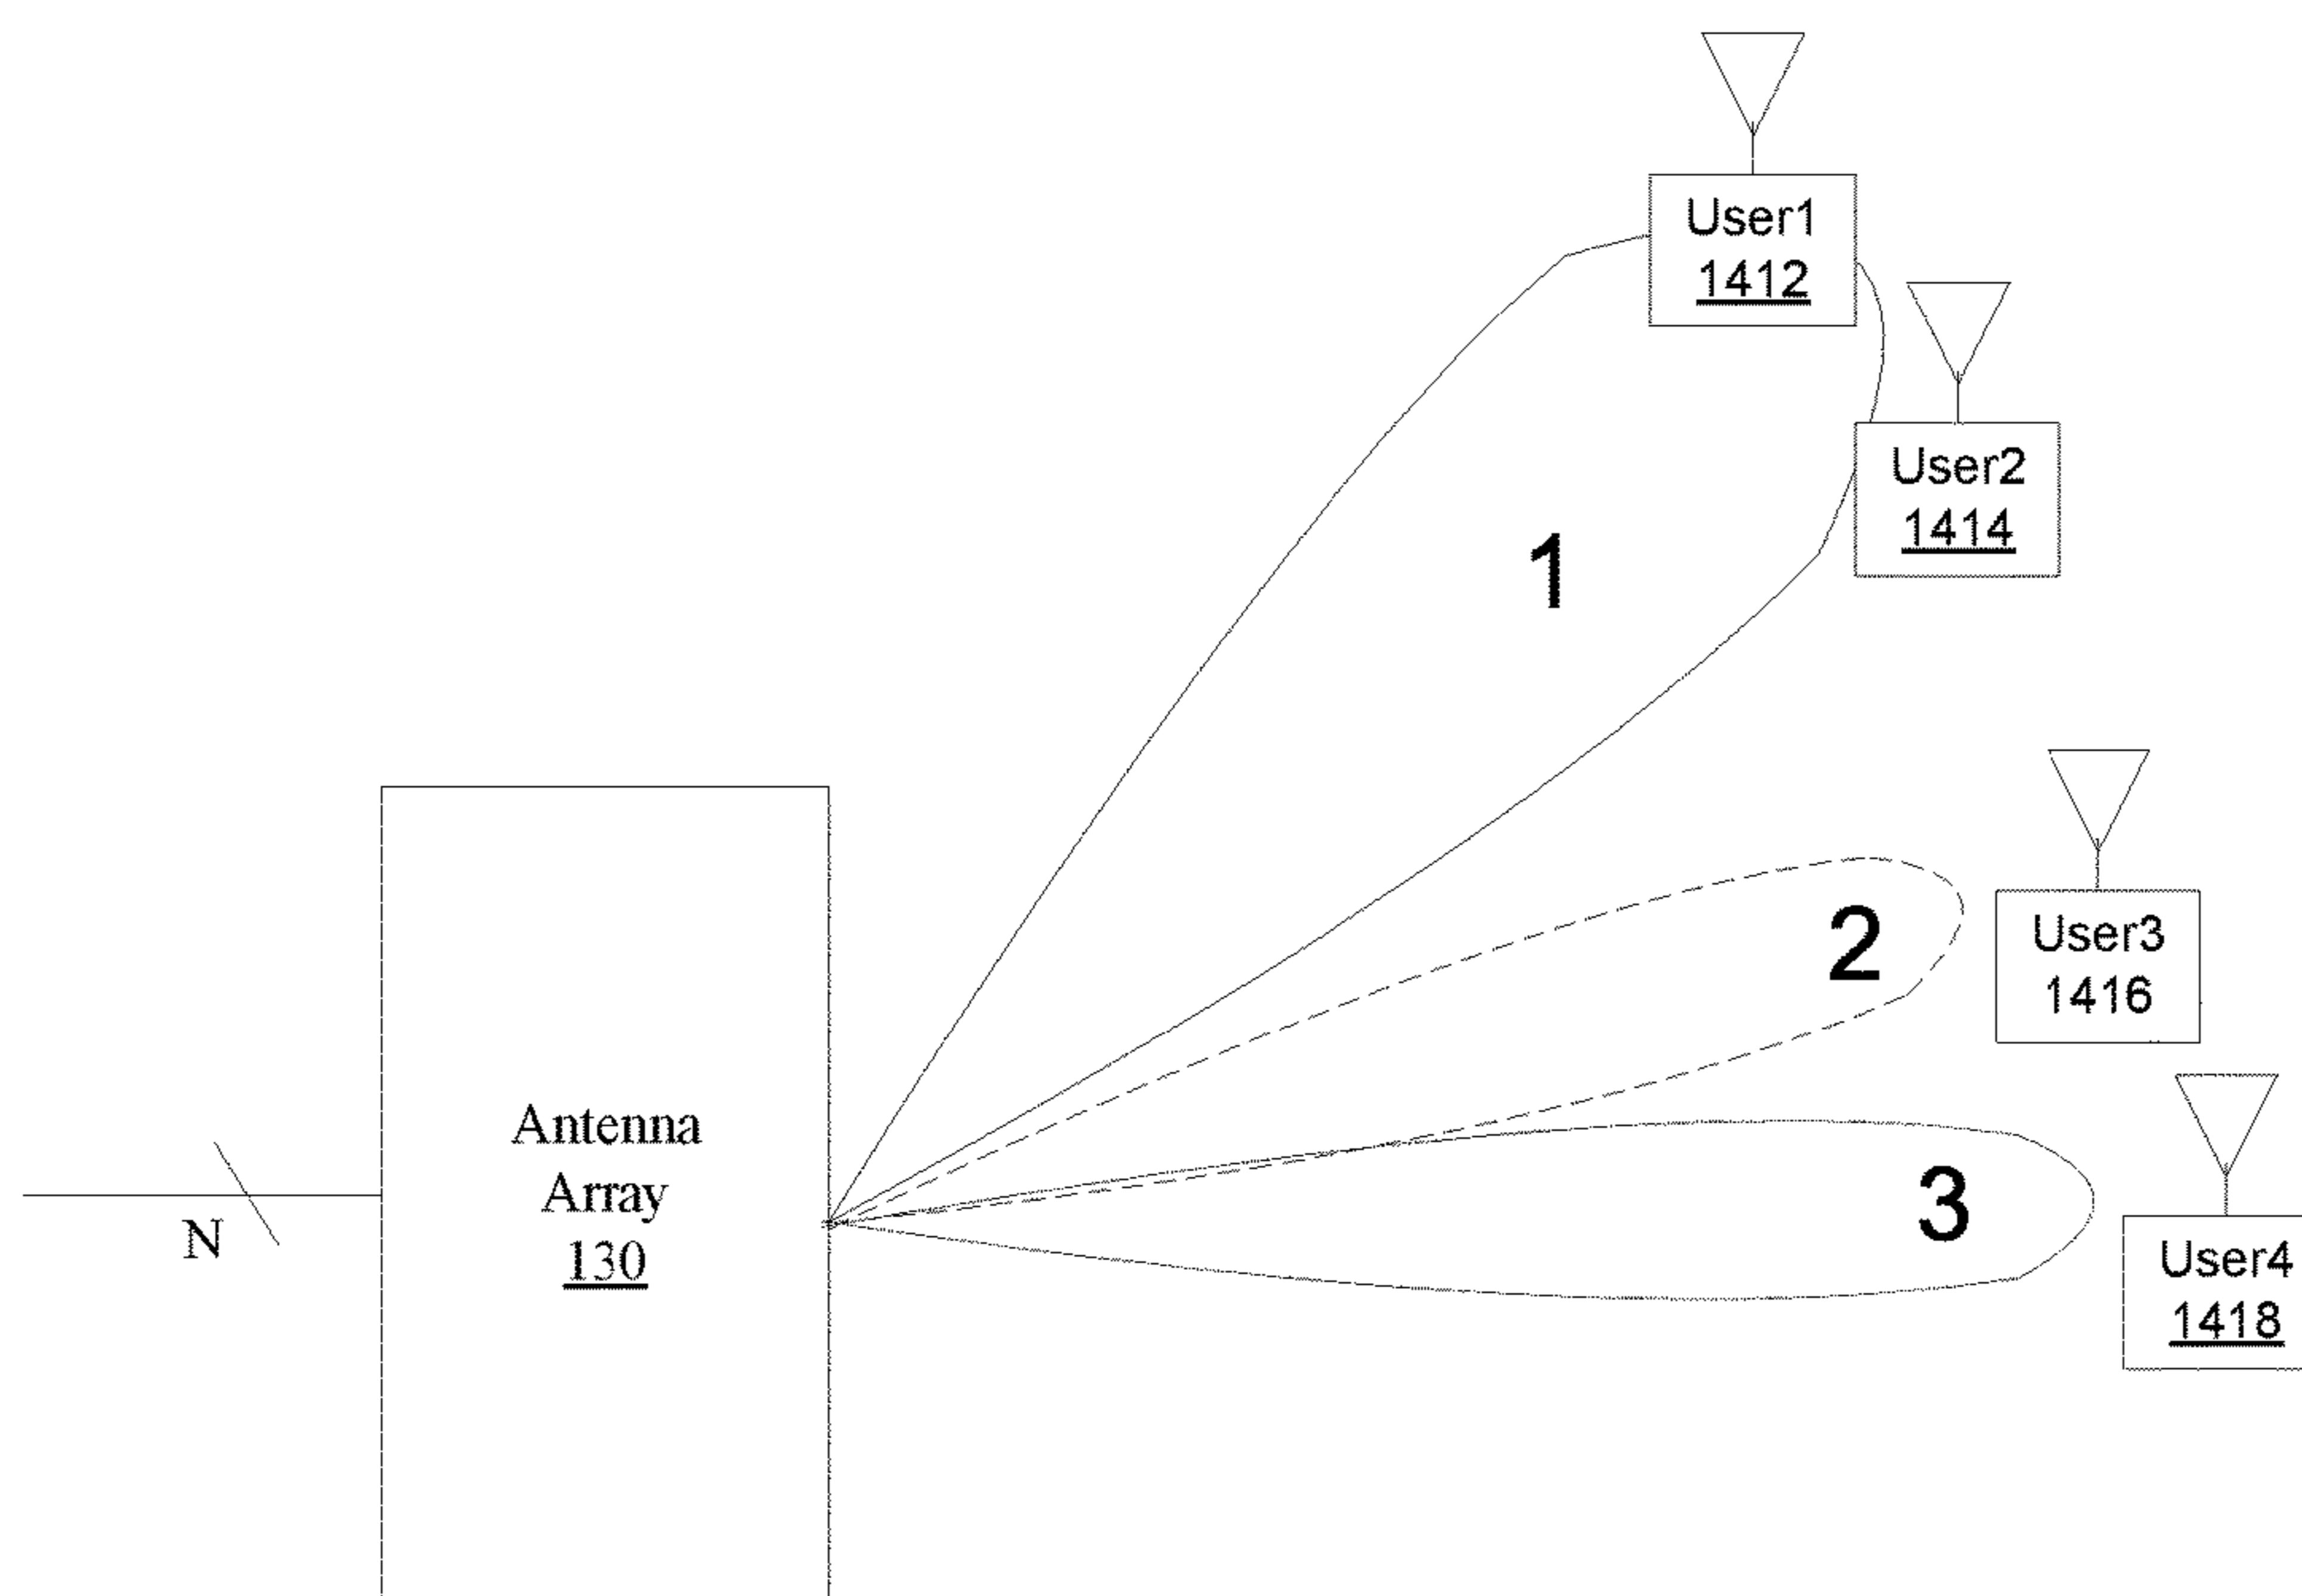 User1
1412
User2
1414
1
User3
1416
2
Antenna
Array
130
N
3
User4
1418